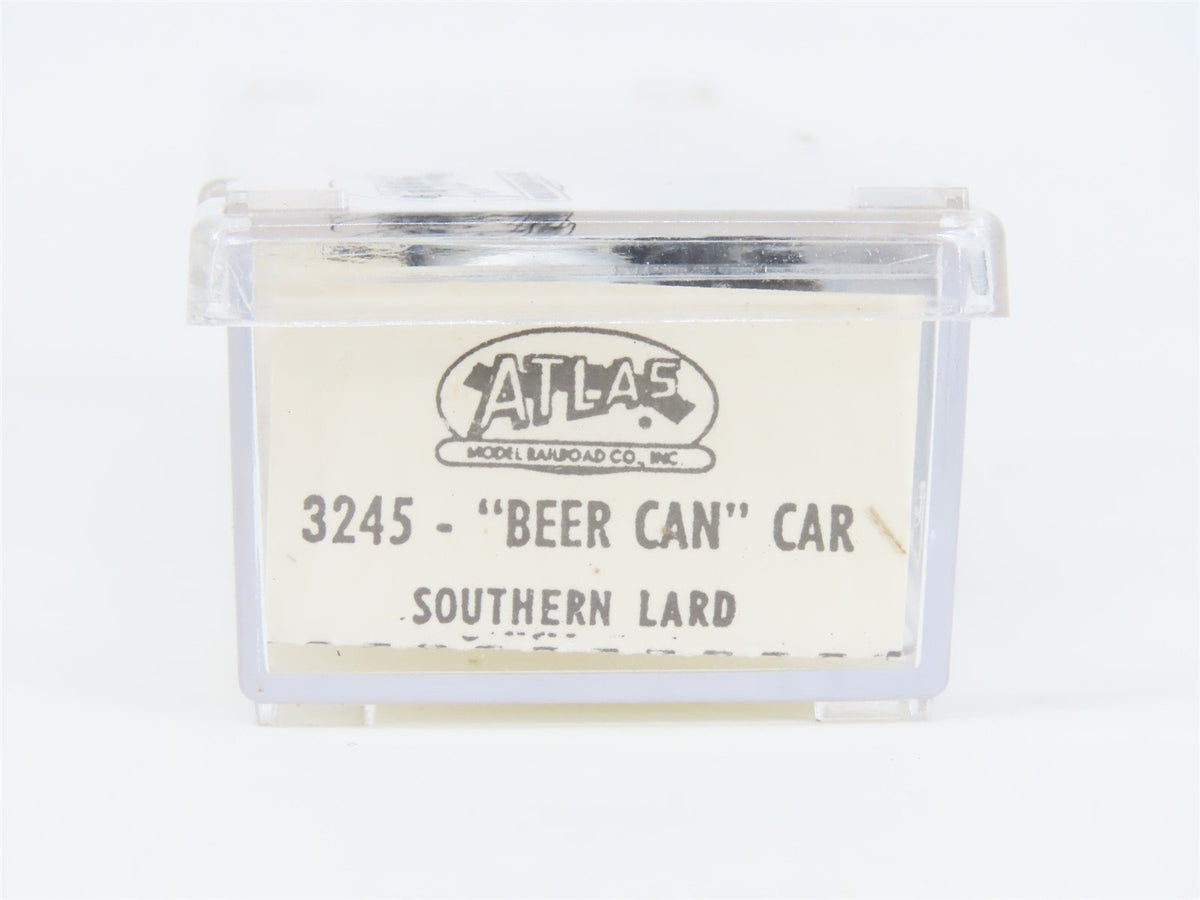 ATLAS
MODEL RAILROAD CO., INC.
3245 - "BEER CAN" CAR
SOUTHERN LARD